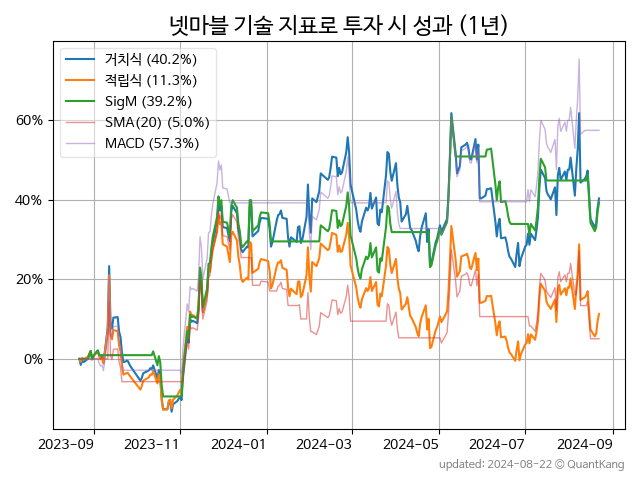 넷마블 기술 지표로 투자 시 성과 (1년)
거치식 (40.2%)
적립식 (11.3%)
SigM (39.2%)
SMA(20) (5.0%)
MACD (57.3%)
60%
40%
20%
0%
2023-09 2023-11 2024-01 2024-03 2024-05 2024-07 2024-09
updated: 2024-08-22 © QuantKang